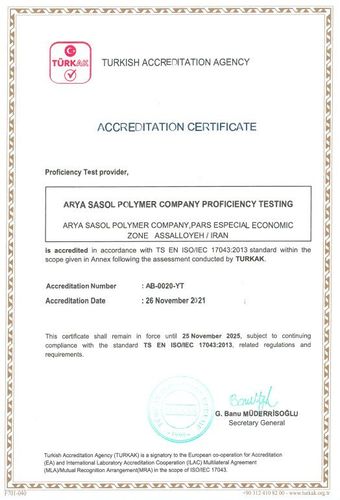 TÜRKAK
TURKISH ACCREDITATION AGENCY
ACCREDITATION CERTIFICATE
Proficiency Test provider,
ARYA SASOL POLYMER COMPANY PROFICIENCY TESTING
ARYA SASOL POLYMER COMPANY,PARS ESPECIAL ECONOMIC
ZONE ASSALLOYEH / IRAN
is accredited in accordance with TS EN ISO/IEC 17043:2013 standard within the
scope given in Annex following the assessment conducted by TURKAK.
Accreditation Number : AB-0020-YT
Accreditation Date : 26 November 2021
This certificate shall remain in force until 25 November 2025, subject to continuing
compliance with the standard TS EN ISO/IEC 17043:2013, related regulations and
requirements.
G. Banu MÜDERRİSOĞLU
Secretary General
Turkish Accreditation Agency (TURKAK) is a signatory to the European co-operation for Accreditation
(EA) and International Laboratory Accreditation Cooperation (ILAC) Multilateral Agreement
(MLA)/Mutual Recognition Arrangement(MRA) in the scope of ISO/IEC 17043.
F701-040
+90 312 410 82 00 - www.turkak.org.tr